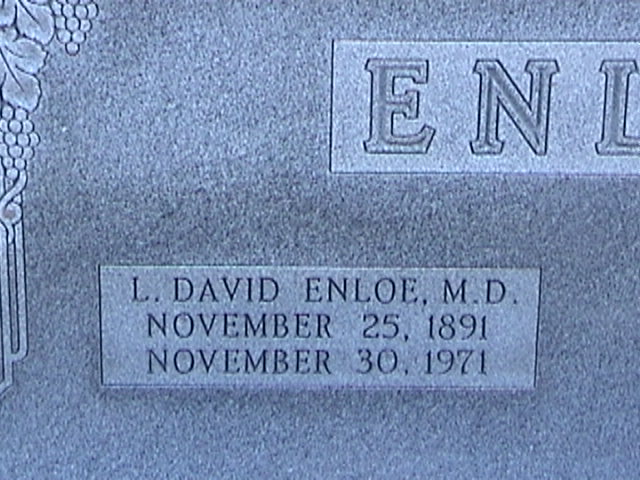 ENL
L. DAVID ENLOE, M.D.
NOVEMBER 25, 1891
NOVEMBER 30, 1971